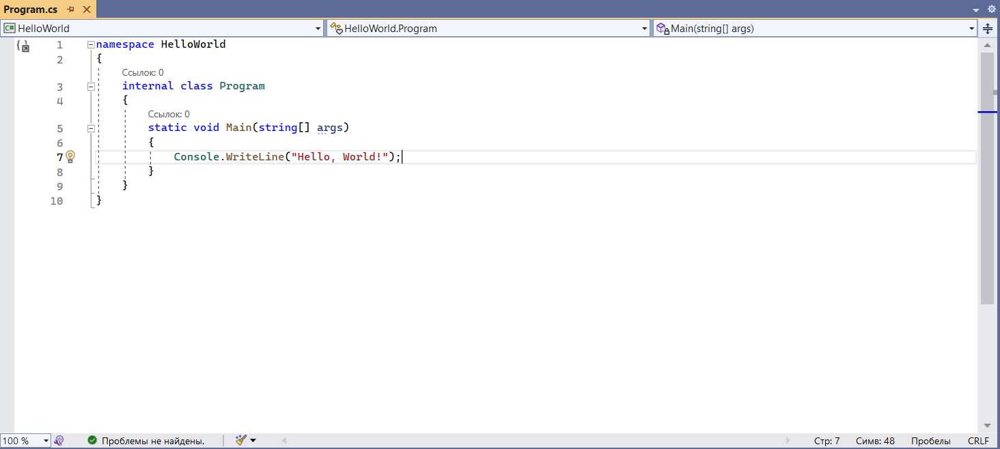 Program.cs
HelloWorld HelloWorld.Program Main(string[] args)
1 namespace HelloWorld
2 {
Ссылок: 0
3 internal class Program
4 {
Ссылок: 0
5 static void Main(string[] args)
6 {
7 Console.WriteLine("Hello, World!");
8 }
9 }
10 }
100 % Проблемы не найдены. Стр: 7 Симв: 48 Пробелы CRLF